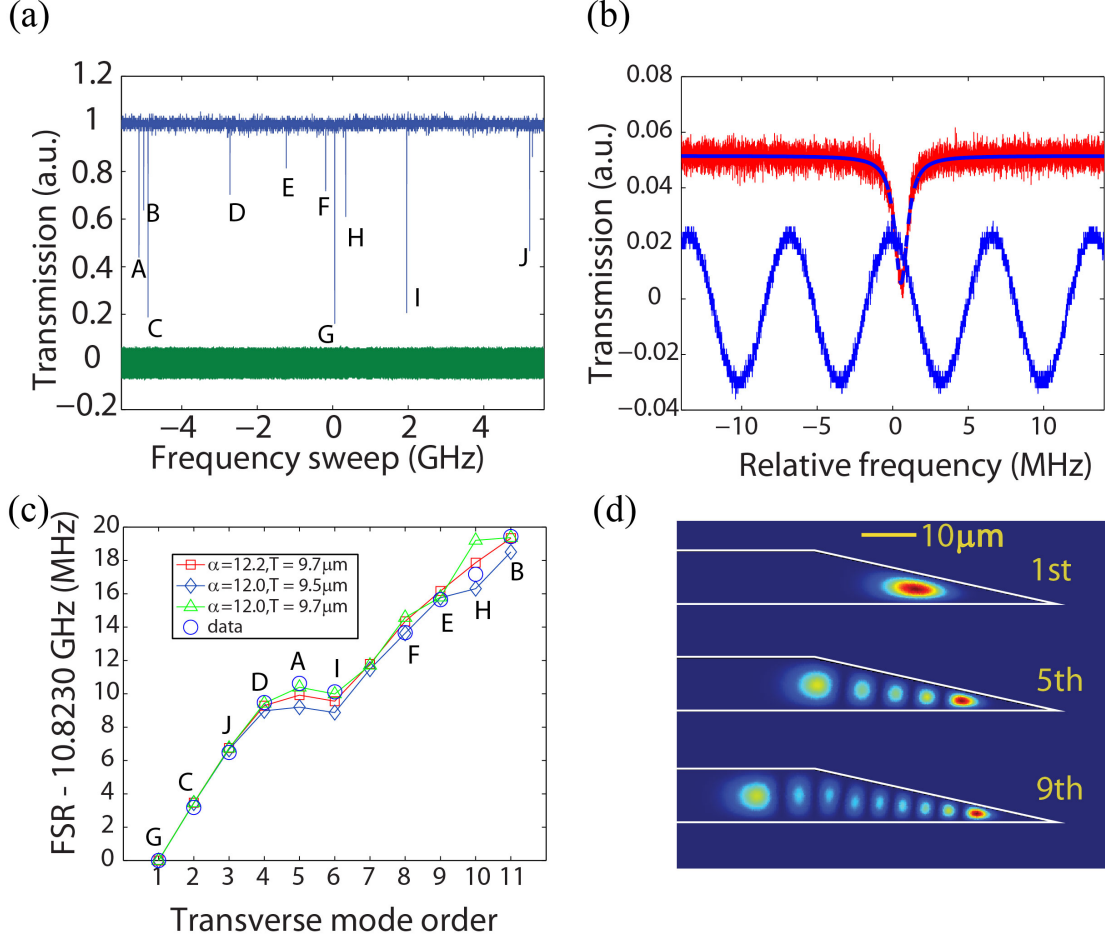 (a)
1.2
1
0.8
0.6
0.4
0.2
0
−0.2
Transmission (a.u.)
A
B
C
D
E
F
G
H
I
J
−4
−2
0
2
4
Frequency sweep (GHz)
(b)
0.08
0.06
0.04
0.02
0
−0.02
−0.04
Transmission (a.u.)
−10
−5
0
5
10
Relative frequency (MHz)
(c)
20
18
16
14
12
10
8
6
4
2
0
FSR - 10.8230 GHz (MHz)
α=12.2,T = 9.7μm
α=12.0,T = 9.5μm
α=12.0,T = 9.7μm
data
G
C
J
D
A
I
F
E
H
B
1
2
3
4
5
6
7
8
9
10
11
Transverse mode order
(d)
10μm
1st
5th
9th